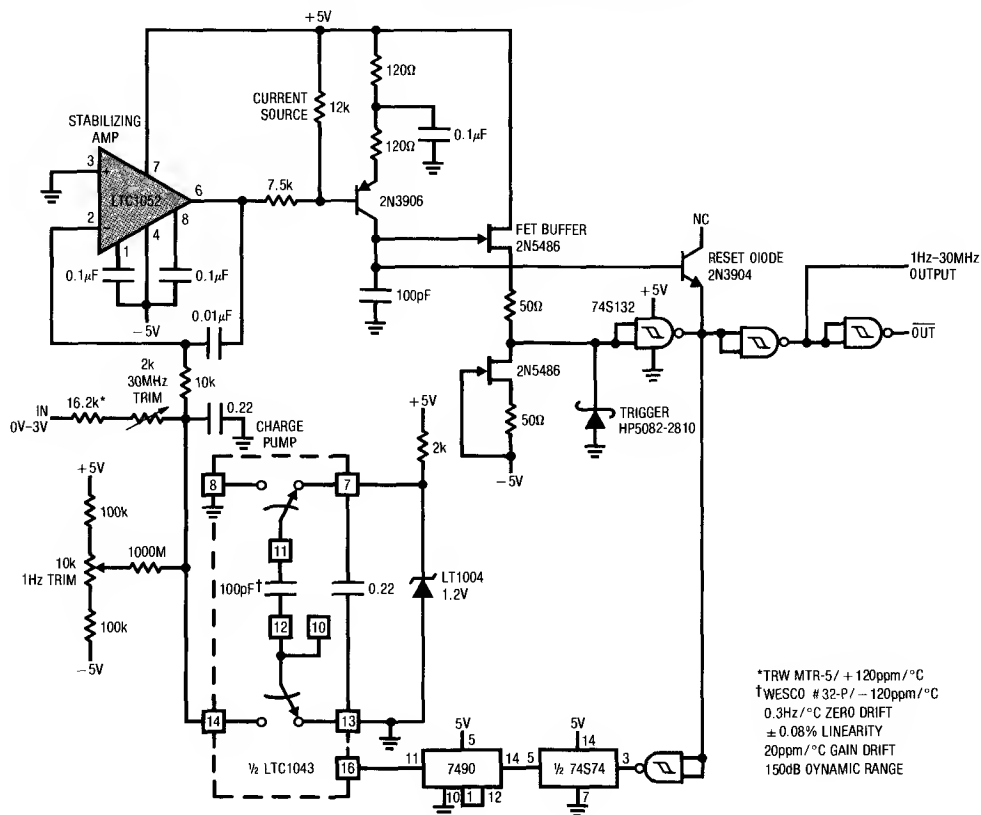 +5V
120Ω
CURRENT
SOURCE
12k
STABILIZING
AMP
0.1µF
120Ω
3
+
7
LTC1052
6
7.5k
2N3906
2
−
8
1
4
0.1µF
0.1µF
−5V
FET BUFFER
2N5486
NC
RESET OIODE
2N3904
1Hz–30MHz
OUTPUT
100pF
50Ω
74S132
+5V
OUT
0.01µF
2k
30MHz
TRIM
10k
2N5486
IN
0V–3V
16.2k*
0.22
+5V
50Ω
TRIGGER
HP5082-2810
CHARGE
PUMP
2k
−5V
+5V
8
7
100k
11
10k
1Hz TRIM
1000M
100pF†
0.22
LT1004
1.2V
12
10
100k
−5V
14
13
*TRW MTR-5/ + 120ppm/°C
†WESCO #32-P/ − 120ppm/°C
0.3Hz/°C ZERO DRIFT
± 0.08% LINEARITY
20ppm/°C GAIN DRIFT
150dB OYNAMIC RANGE
½ LTC1043
16
5V
5
11
7490
14
10
1
12
5V
14
5
½ 74S74
3
7